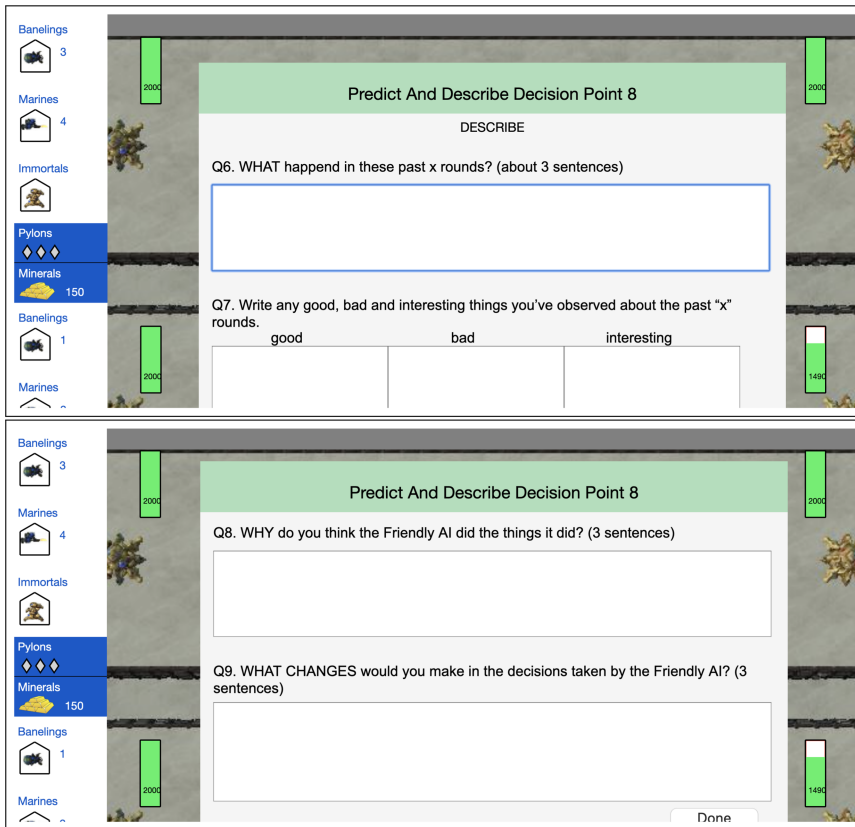 Banelings
3
2000
2000
Predict And Describe Decision Point 8
Marines
DESCRIBE
4
Q6. WHAT happend in these past x rounds? (about 3 sentences)
Immortals
Pylons
Minerals
150
Q7. Write any good, bad and interesting things you've observed about the past "x"
rounds.
Banelings
good bad interesting
1
2000
1490
Marines
Banelings
3
Predict And Describe Decision Point 8
2000
2000
Marines
Q8. WHY do you think the Friendly AI did the things it did? (3 sentences)
4
Immortals
Pylons
Q9. WHAT CHANGES would you make in the decisions taken by the Friendly AI? (3
sentences)
Minerals
150
Banelings
1
2000
1490
Marines
Done